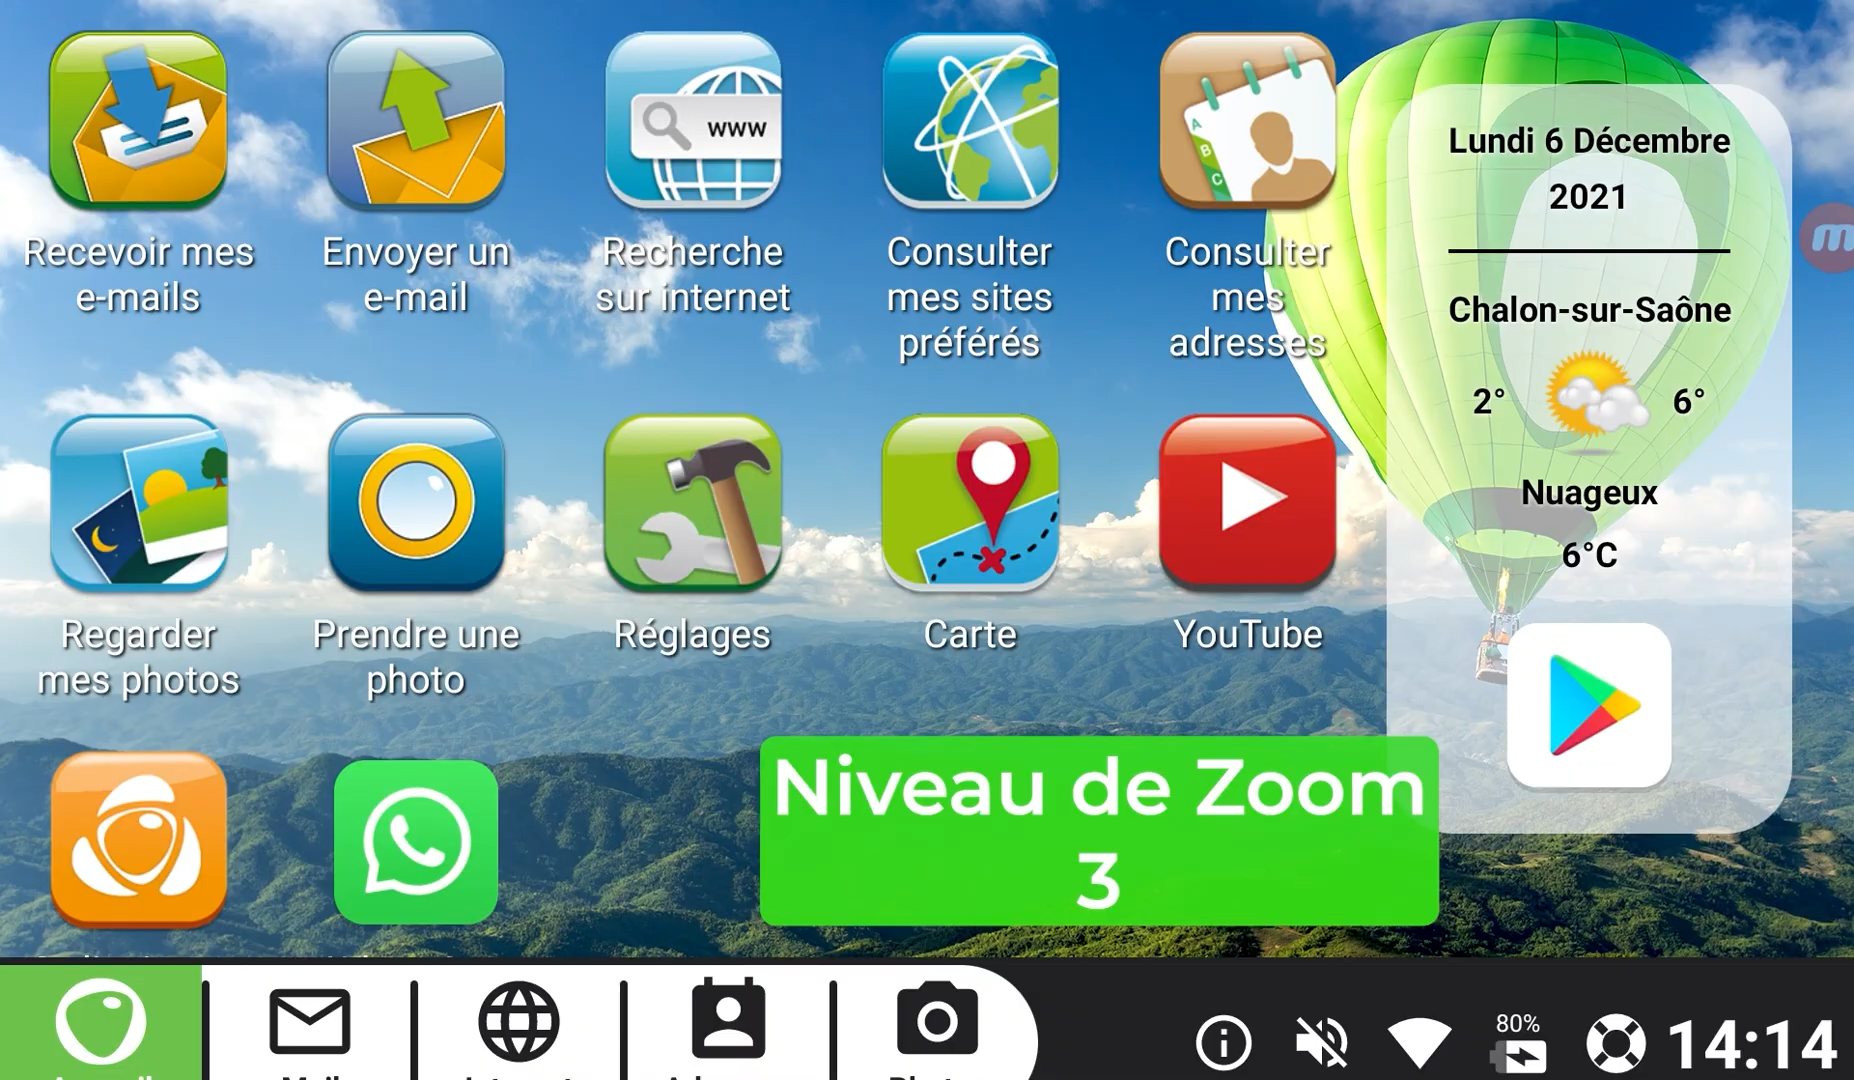 www
A
B
C
Recevoir mes
e-mails
Envoyer un
e-mail
Recherche
sur internet
Consulter
mes sites
préférés
Consulter
mes
adresses
Regarder
mes photos
Prendre une
photo
Réglages
Carte
YouTube
Lundi 6 Décembre
2021
Chalon-sur-Saône
2°
6°
Nuageux
6°C
Niveau de Zoom
3
80%
14:14